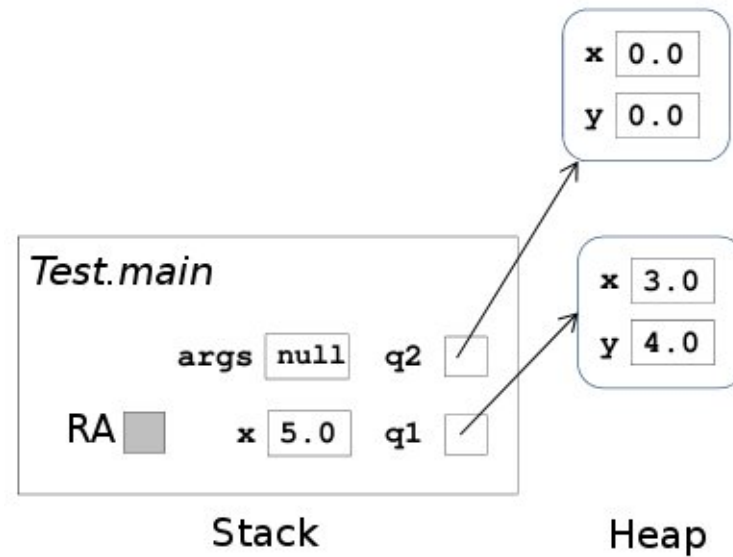 x 0.0
y 0.0
Test.main
x 3.0
y 4.0
args null q2
RA x 5.0 q1
Stack Heap